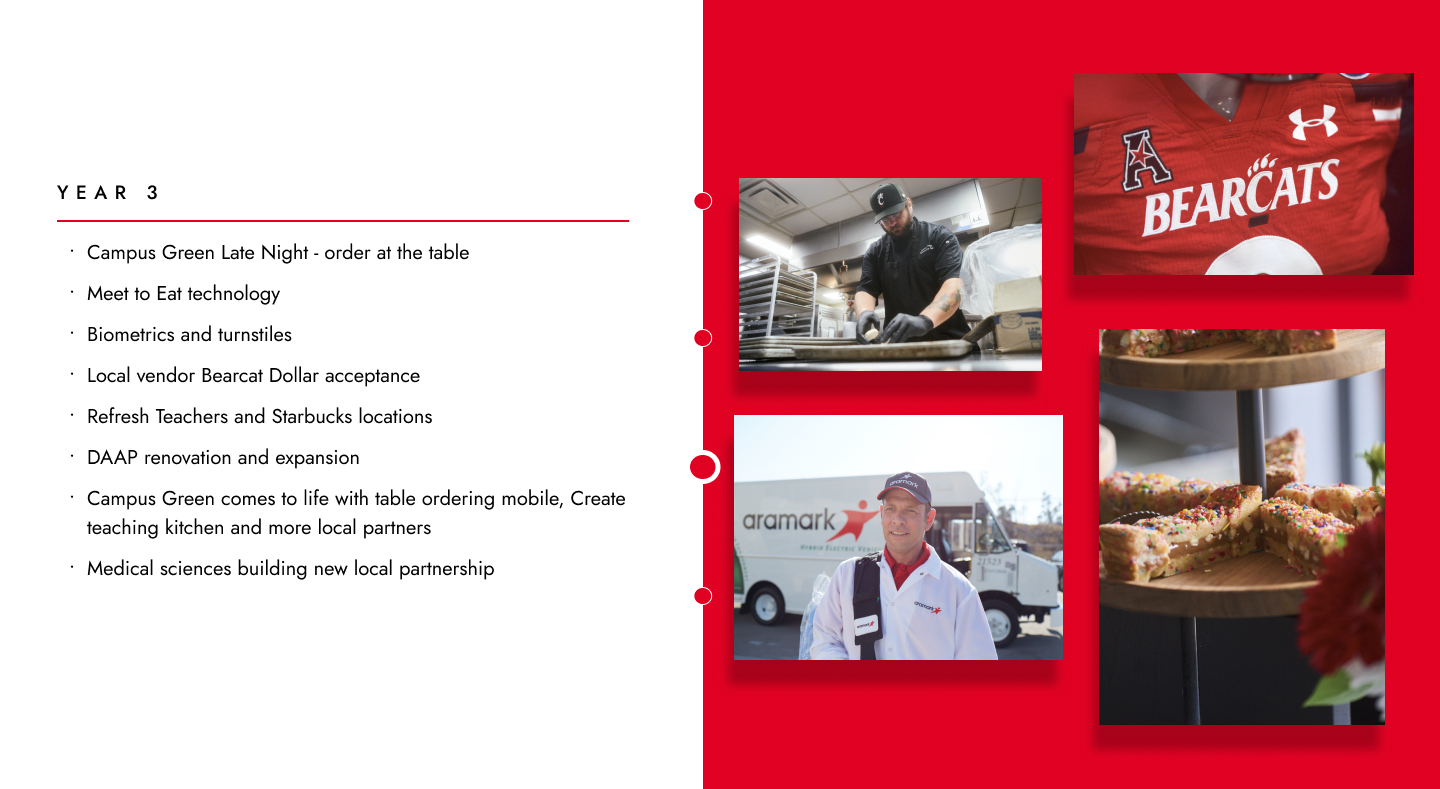 YEAR 3
· Campus Green Late Night - order at the table
· Meet to Eat technology
· Biometrics and turnstiles
· Local vendor Bearcat Dollar acceptance
· Refresh Teachers and Starbucks locations
· DAAP renovation and expansion
· Campus Green comes to life with table ordering mobile, Create
teaching kitchen and more local partners
· Medical sciences building new local partnership
A
BEARCATS
C
aramark
HYBRID ELECTRIC
aramark
21523
aramark
aramark